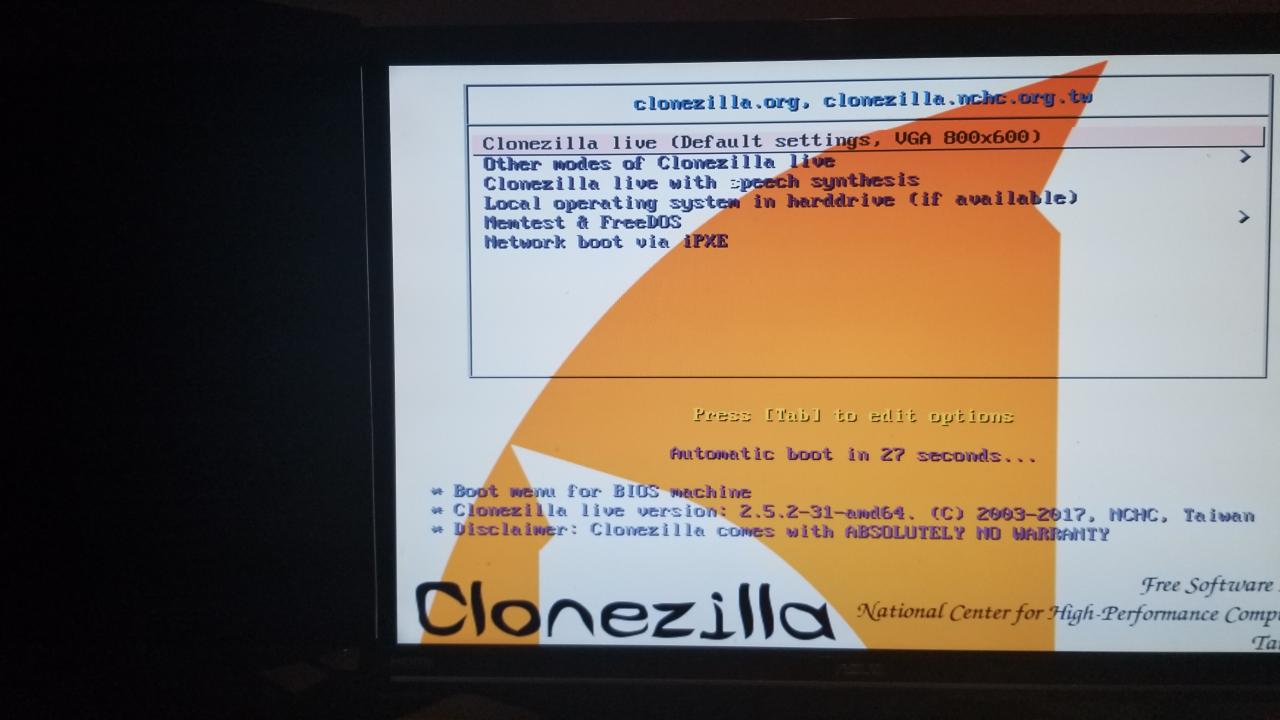 clonezilla.org, clonezilla.nchc.org.tw
Clonezilla live (Default settings, VGA 800x600)
Other modes of Clonezilla live >
Clonezilla live with speech synthesis
Local operating system in harddrive (if available)
Memtest & FreeDOS >
Network boot via iPXE
Press [Tab] to edit options
Automatic boot in 27 seconds...
* Boot menu for BIOS machine
* Clonezilla live version: 2.5.2-31-amd64. (C) 2003-2017, NCHC, Taiwan
* Disclaimer: Clonezilla comes with ABSOLUTELY NO WARRANTY
Clonezilla
Free Software
National Center for High-Performance Comp
Ta